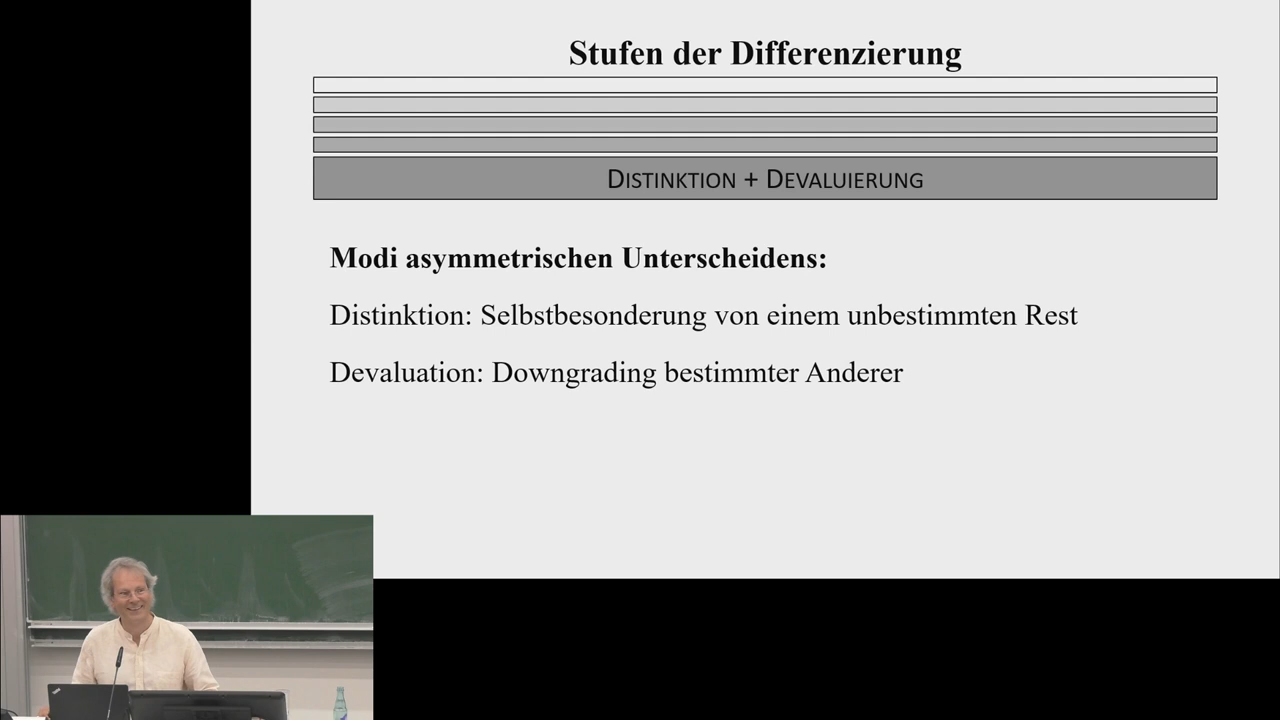 Stufen der Differenzierung
DISTINKTION + DEVALUIERUNG
Modi asymmetrischen Unterscheidens:
Distinktion: Selbstbesonderung von einem unbestimmten Rest
Devaluation: Downgrading bestimmter Anderer